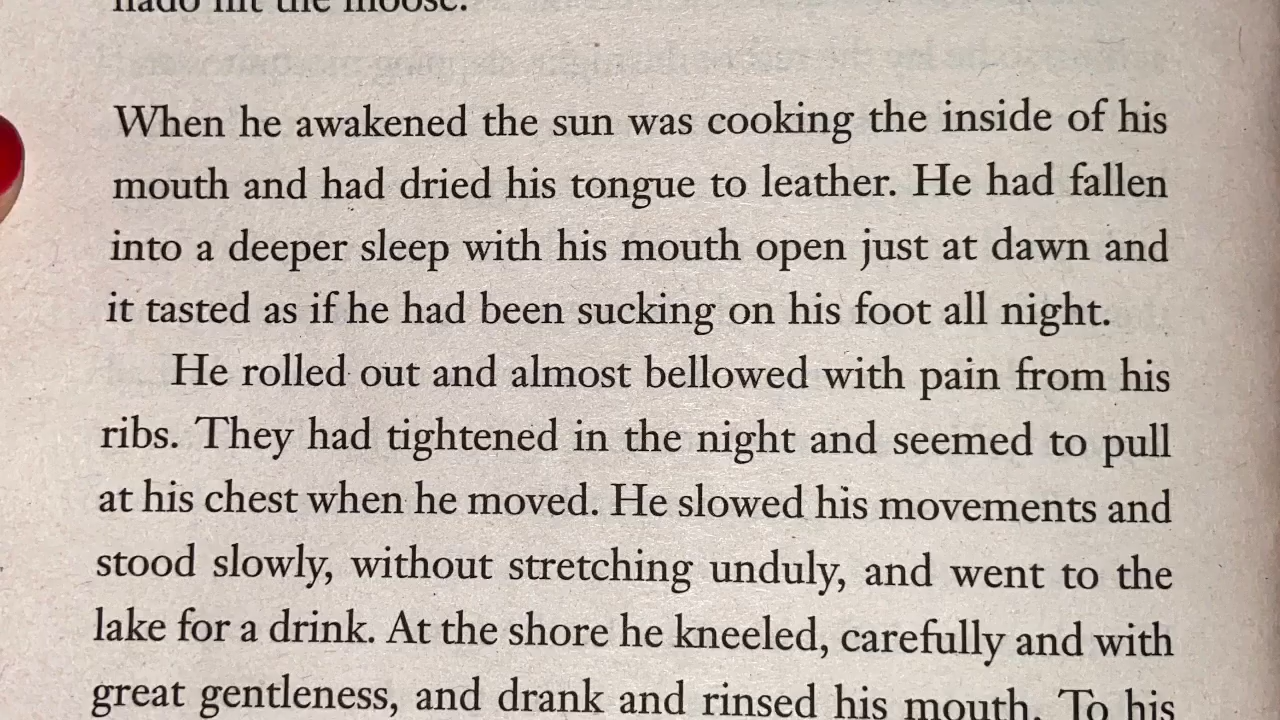 hit the moose.
When he awakened the sun was cooking the inside of his
mouth and had dried his tongue to leather. He had fallen
into a deeper sleep with his mouth open just at dawn and
it tasted as if he had been sucking on his foot all night.
He rolled out and almost bellowed with pain from his
ribs. They had tightened in the night and seemed to pull
at his chest when he moved. He slowed his movements and
stood slowly, without stretching unduly, and went to the
lake for a drink. At the shore he kneeled, carefully and with
great gentleness, and drank and rinsed his mouth. To his